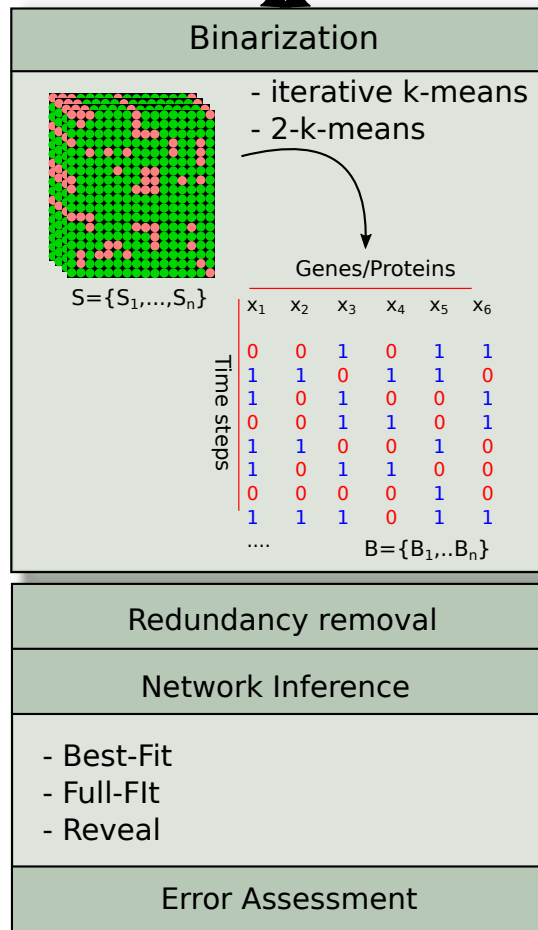 Binarization
- iterative k-means
- 2-k-means
S={S₁,...,Sₙ}
Genes/Proteins
x₁ x₂ x₃ x₄ x₅ x₆
Time steps
0 0 1 0 1 1
1 1 0 1 1 0
1 0 1 0 0 1
0 0 1 1 0 1
1 1 0 0 1 0
1 0 1 1 0 0
0 0 0 0 1 0
1 1 1 0 1 1
....
B={B₁,..Bₙ}
Redundancy removal
Network Inference
- Best-Fit
- Full-FIt
- Reveal
Error Assessment